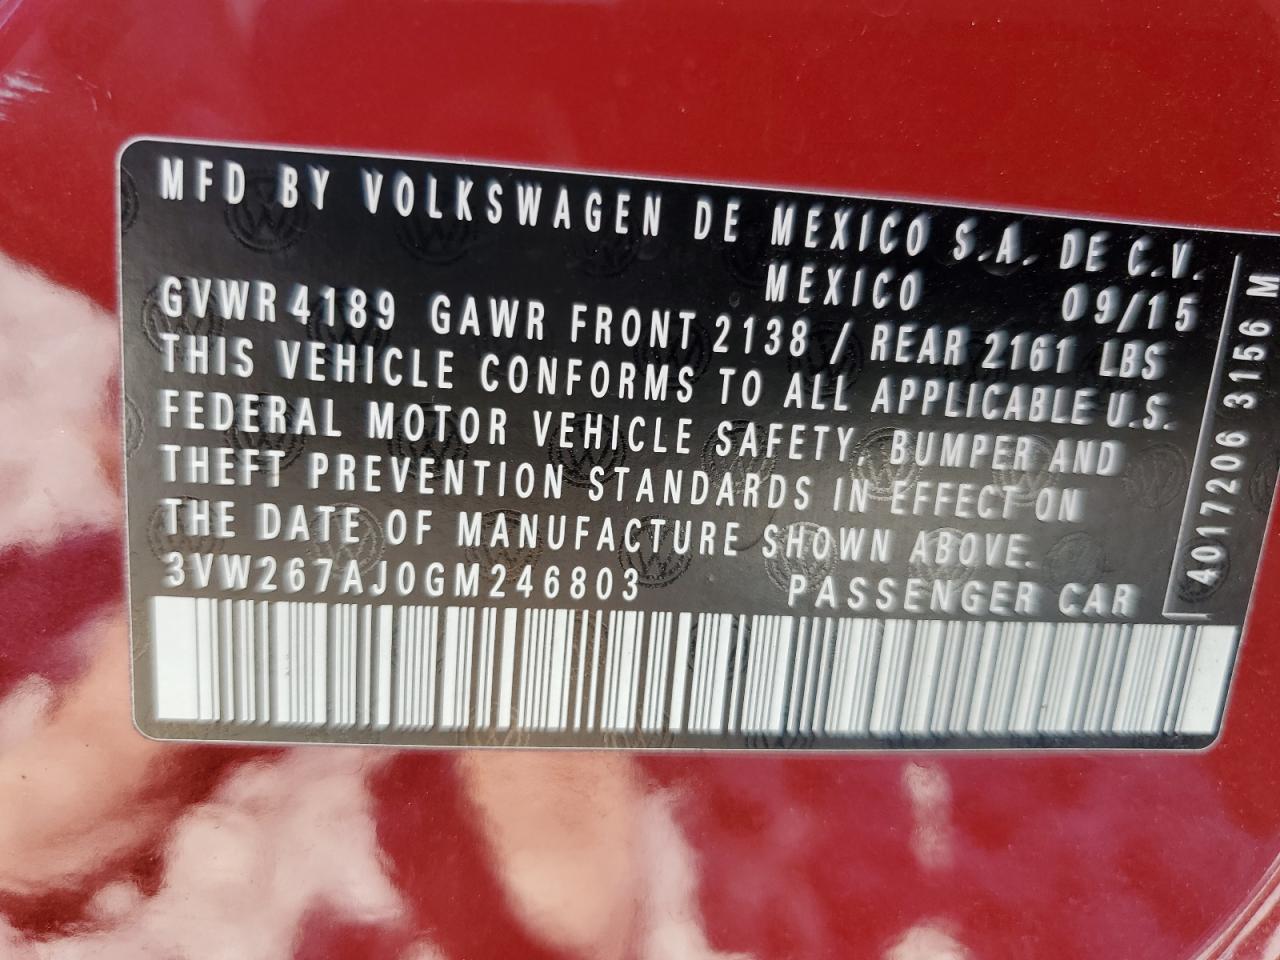 MFD BY VOLKSWAGEN DE MEXICO S.A. DE C.V.
MEXICO 09/15
GVWR 4189 GAWR FRONT 2138 / REAR 2161 LBS
THIS VEHICLE CONFORMS TO ALL APPLICABLE U.S.
FEDERAL MOTOR VEHICLE SAFETY, BUMPER AND
THEFT PREVENTION STANDARDS IN EFFECT ON
THE DATE OF MANUFACTURE SHOWN ABOVE.
3VW267AJ0GM246803 PASSENGER CAR
4017206 3156 M